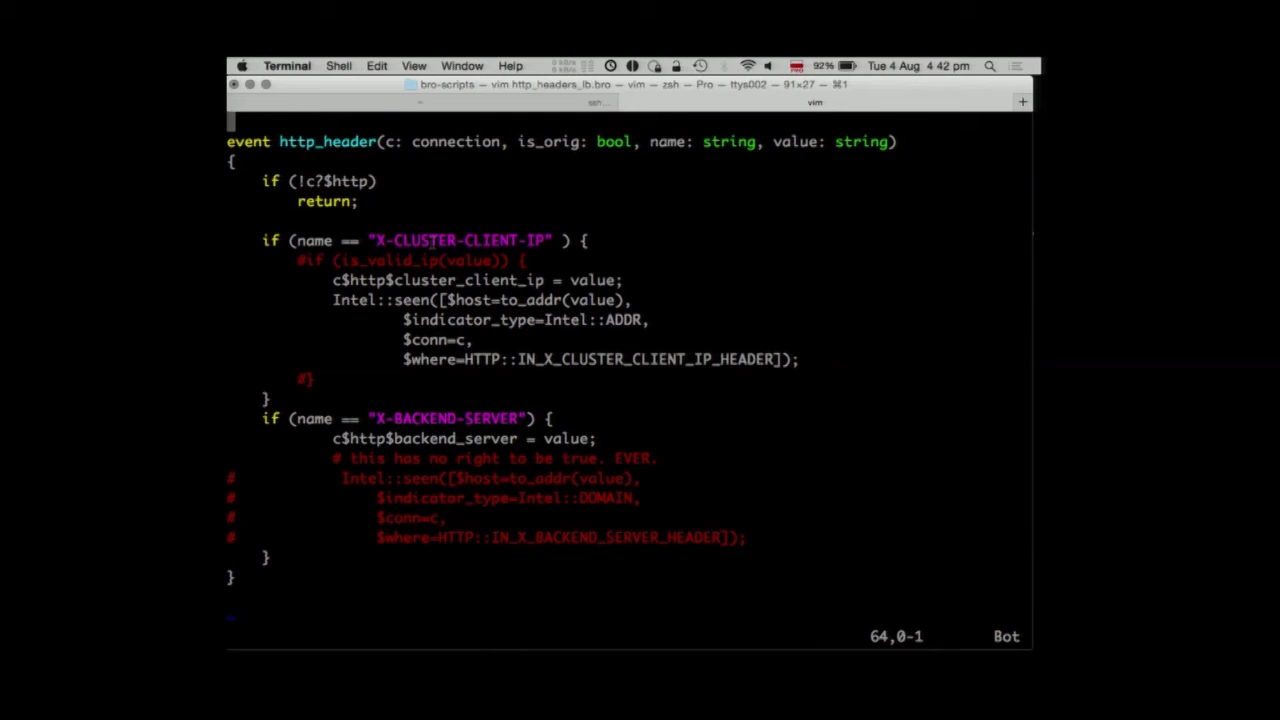 Terminal Shell Edit View Window Help 92% Tue 4 Aug 4:42 pm
bro-scripts — vim http_headers_lb.bro — vim — zsh — Pro — ttys002 — 91×27 — ⌘1
~ ssh... vim +
event http_header(c: connection, is_orig: bool, name: string, value: string)
{
if (!c?$http)
return;
if (name == "X-CLUSTER-CLIENT-IP" ) {
#if (is_valid_ip(value)) {
c$http$cluster_client_ip = value;
Intel::seen([$host=to_addr(value),
$indicator_type=Intel::ADDR,
$conn=c,
$where=HTTP::IN_X_CLUSTER_CLIENT_IP_HEADER]);
#}
}
if (name == "X-BACKEND-SERVER") {
c$http$backend_server = value;
# this has no right to be true. EVER.
# Intel::seen([$host=to_addr(value),
# $indicator_type=Intel::DOMAIN,
# $conn=c,
# $where=HTTP::IN_X_BACKEND_SERVER_HEADER]);
}
}
~
64,0-1 Bot